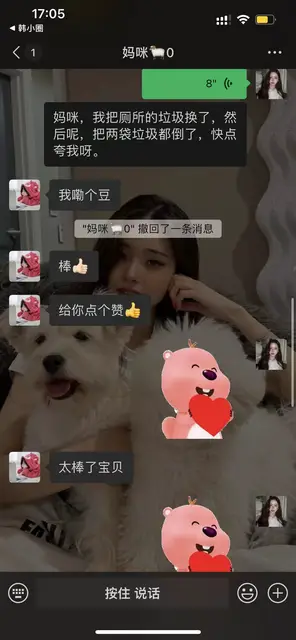 17:05
韩小圈
1
妈咪🐑0
8"
妈咪，我把厕所的垃圾换了，然
后呢，把两袋垃圾都倒了，快点
夸我呀。
我嘞个豆
"妈咪🐑0" 撤回了一条消息
棒👍🏻
给你点个赞👍
太棒了宝贝
按住 说话